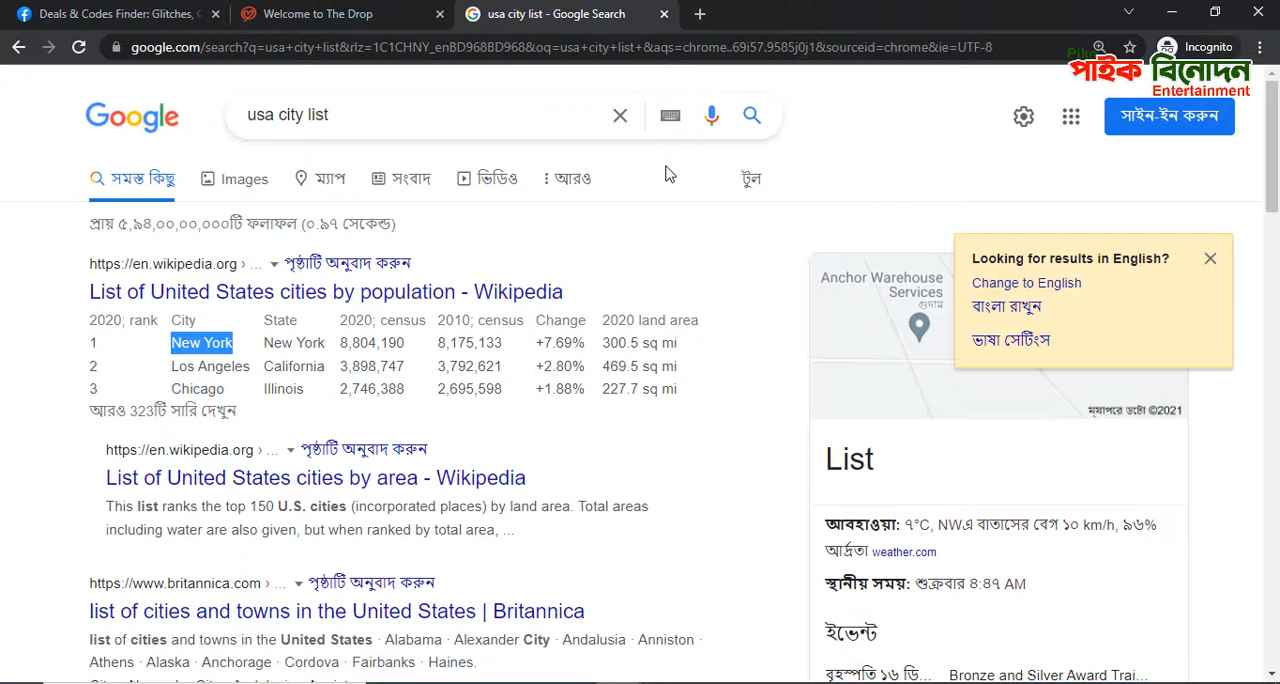 Deals & Codes Finder: Glitches, C
Welcome to The Drop
usa city list - Google Search
google.com/search?q=usa+city+list&rlz=1C1CHNY_enBD968BD968&oq=usa+city+list+&aqs=chrome..69i57.9585j0j1&sourceid=chrome&ie=UTF-8
Incognito
পাইক বিনোদন
Entertainment
Google
usa city list
সাইন-ইন করুন
সমস্ত কিছু
Images
ম্যাপ
সংবাদ
ভিডিও
আরও
টুল
প্রায় ৫,৯৪,০০,০০,০০০টি ফলাফল (০.৯৭ সেকেন্ড)
https://en.wikipedia.org › ... পৃষ্ঠাটি অনুবাদ করুন
List of United States cities by population - Wikipedia
2020; rank City State 2020; census 2010; census Change 2020 land area
1 New York New York 8,804,190 8,175,133 +7.69% 300.5 sq mi
2 Los Angeles California 3,898,747 3,792,621 +2.80% 469.5 sq mi
3 Chicago Illinois 2,746,388 2,695,598 +1.88% 227.7 sq mi
আরও 323টি সারি দেখুন
https://en.wikipedia.org › ... পৃষ্ঠাটি অনুবাদ করুন
List of United States cities by area - Wikipedia
This list ranks the top 150 U.S. cities (incorporated places) by land area. Total areas
including water are also given, but when ranked by total area, ...
https://www.britannica.com › ... পৃষ্ঠাটি অনুবাদ করুন
list of cities and towns in the United States | Britannica
list of cities and towns in the United States · Alabama · Alexander City · Andalusia · Anniston ·
Athens · Alaska · Anchorage · Cordova · Fairbanks · Haines.
Looking for results in English?
Change to English
বাংলা রাখুন
ভাষা সেটিংস
Anchor Warehouse
Services
গুদাম
ম্যাপরে ডেটা ©2021
List
আবহাওয়া: ৭°C, NWএ বাতাসের বেগ ১০ km/h, ৯৬%
আর্দ্রতা weather.com
স্থানীয় সময়: শুক্রবার ৪:৪৭ AM
ইভেন্ট
বৃহস্পতি ১৬ ডি... Bronze and Silver Award Trai...